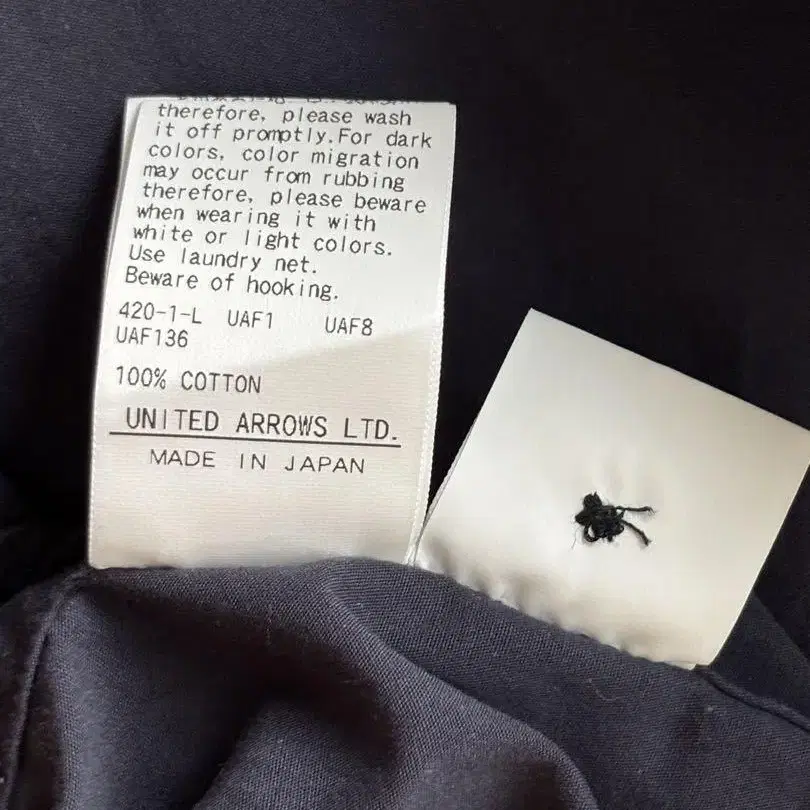 therefore, please wash
it off promptly.For dark
colors, color migration
may occur from rubbing
therefore, please beware
when wearing it with
white or light colors.
Use laundry net.
Beware of hooking.
420-1-L UAF1 UAF8
UAF136
100% COTTON
UNITED ARROWS LTD.
MADE IN JAPAN